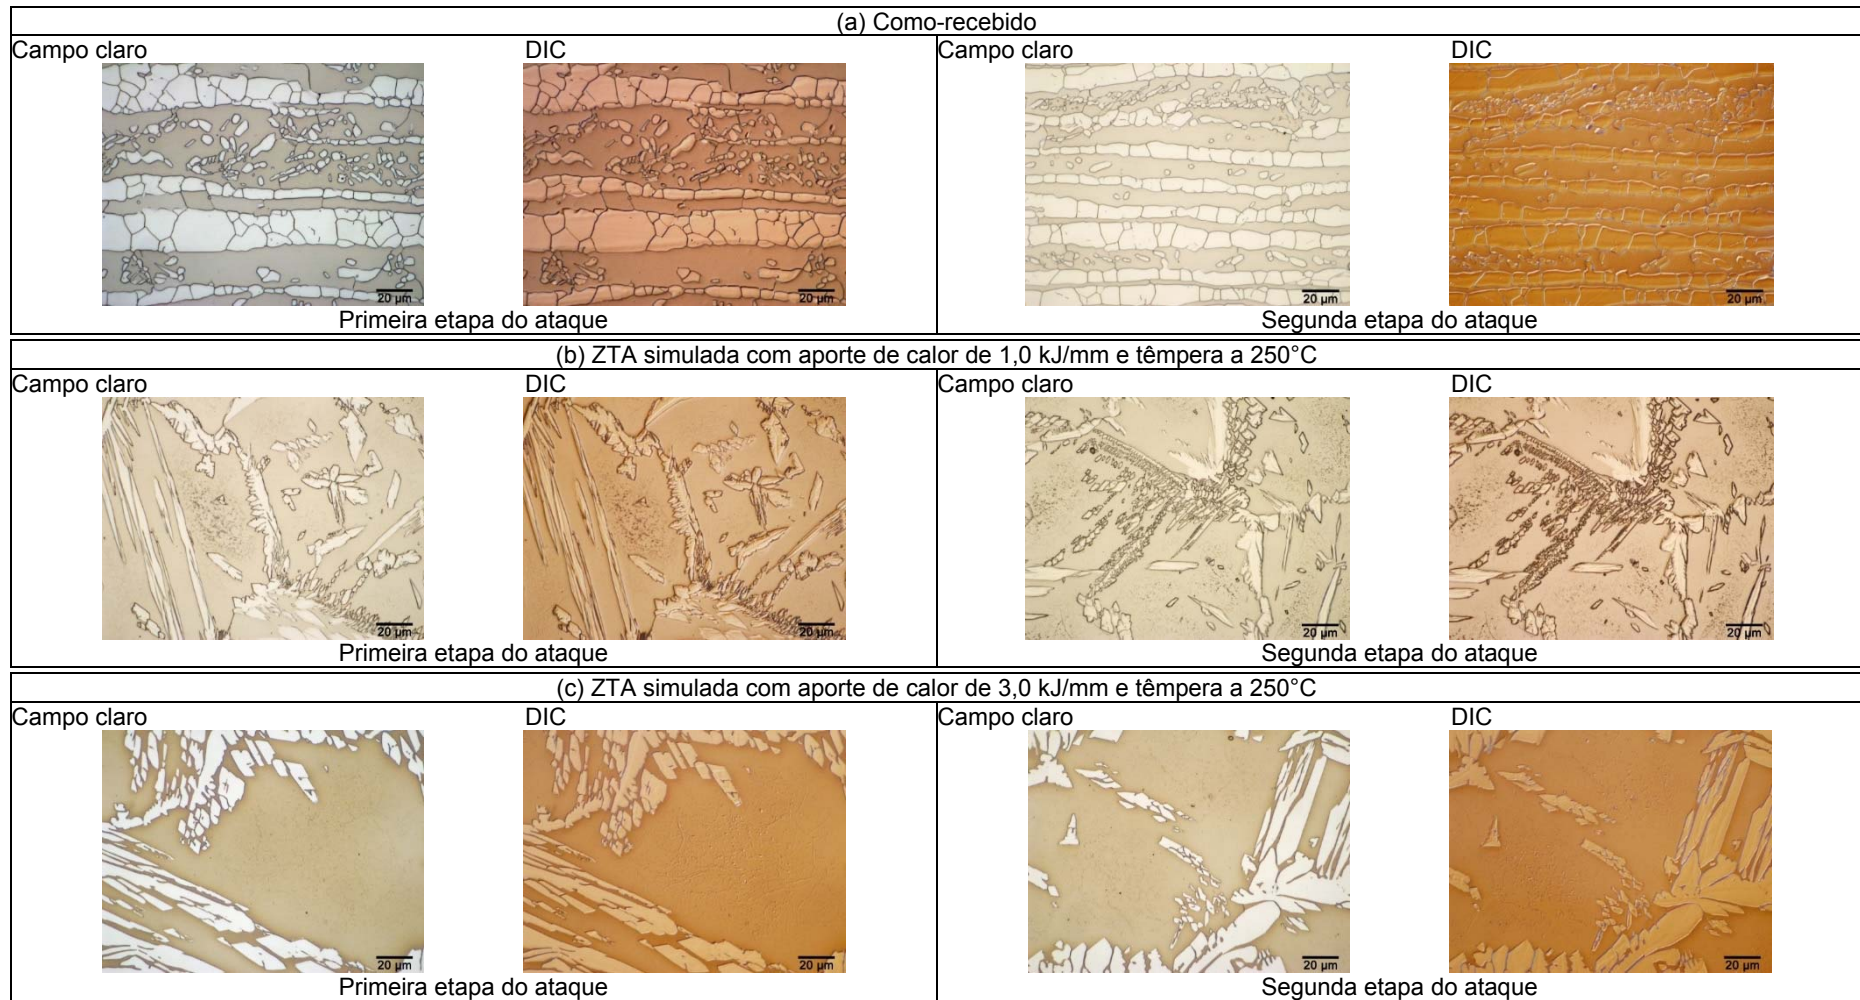 (a) Como-recebido
Campo claro DIC Campo claro DIC
20 µm 20 µm 20 µm 20 µm
Primeira etapa do ataque Segunda etapa do ataque
(b) ZTA simulada com aporte de calor de 1,0 kJ/mm e têmpera a 250°C
Campo claro DIC Campo claro DIC
20 µm 20 µm 20 µm 20 µm
Primeira etapa do ataque Segunda etapa do ataque
(c) ZTA simulada com aporte de calor de 3,0 kJ/mm e têmpera a 250°C
Campo claro DIC Campo claro DIC
20 µm 20 µm 20 µm 20 µm
Primeira etapa do ataque Segunda etapa do ataque